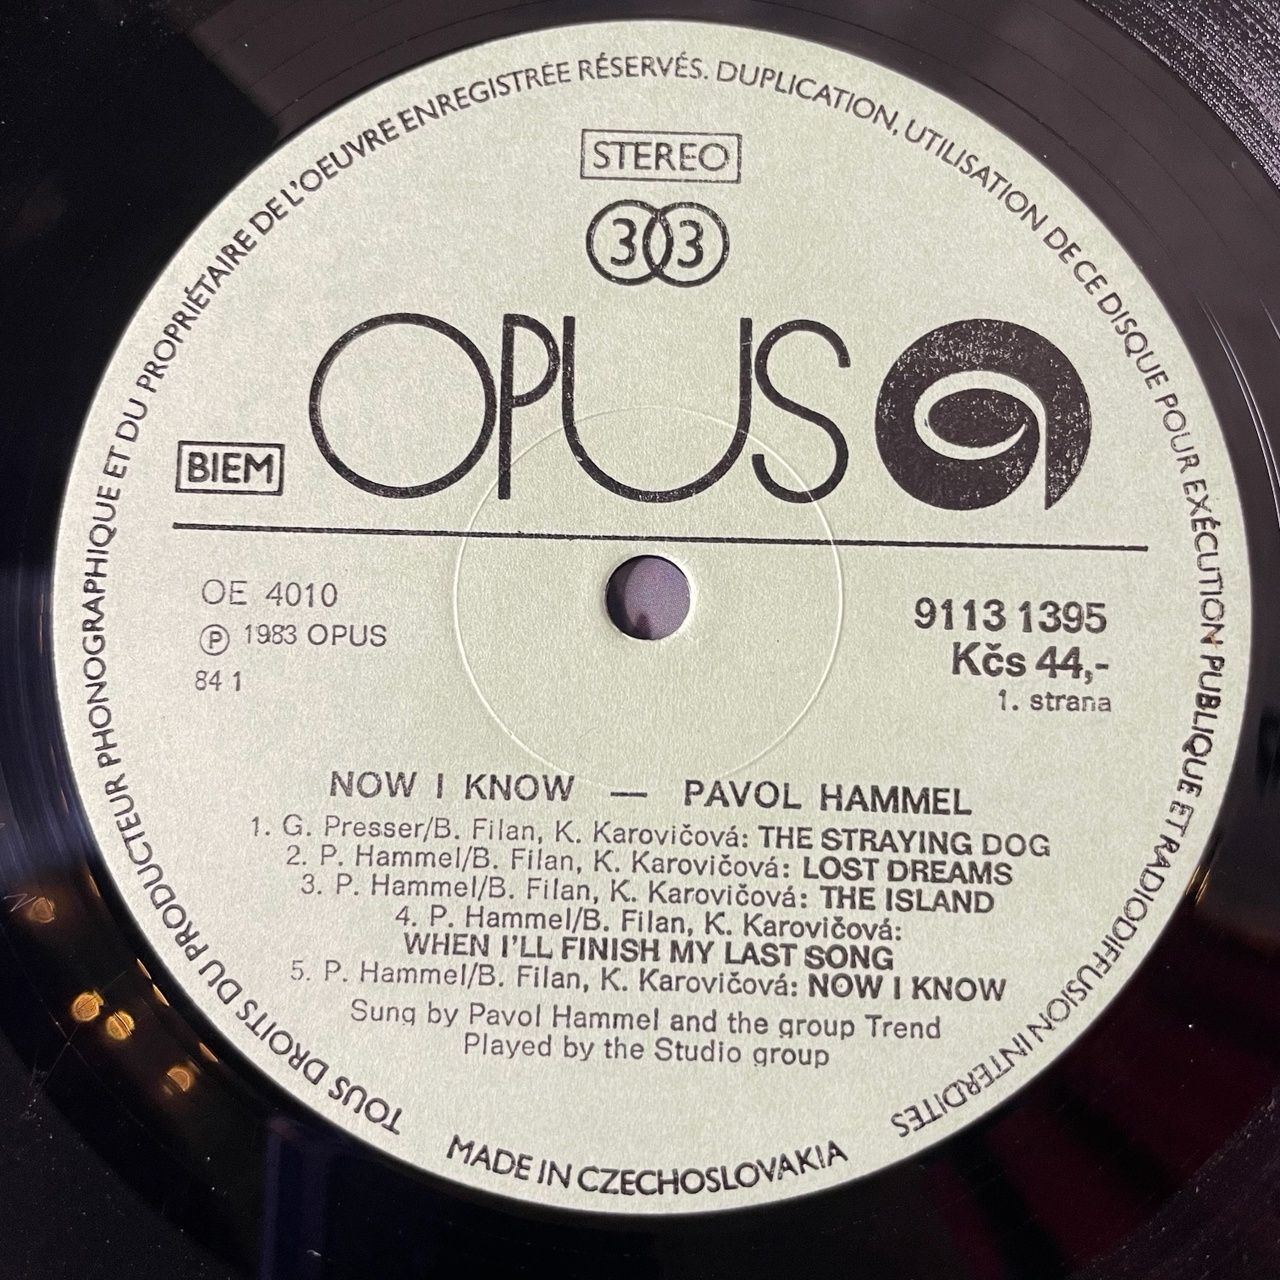 TOUS DROITS DU PRODUCTEUR PHONOGRAPHIQUE ET DU PROPRIÉTAIRE DE L'OEUVRE ENREGISTRÉE RÉSERVÉS. DUPLICATION, UTILISATION DE CE DISQUE POUR EXÉCUTION PUBLIQUE ET RADIODIFFUSION INTERDITES
STEREO
33
OPUS
BIEM
OE 4010
Ⓟ 1983 OPUS
84 1
9113 1395
Kčs 44,-
1. strana
NOW I KNOW — PAVOL HAMMEL
1. G. Presser/B. Filan, K. Karovičová: THE STRAYING DOG
2. P. Hammel/B. Filan, K. Karovičová: LOST DREAMS
3. P. Hammel/B. Filan, K. Karovičová: THE ISLAND
4. P. Hammel/B. Filan, K. Karovičová:
WHEN I'LL FINISH MY LAST SONG
5. P. Hammel/B. Filan, K. Karovičová: NOW I KNOW
Sung by Pavol Hammel and the group Trend
Played by the Studio group
MADE IN CZECHOSLOVAKIA